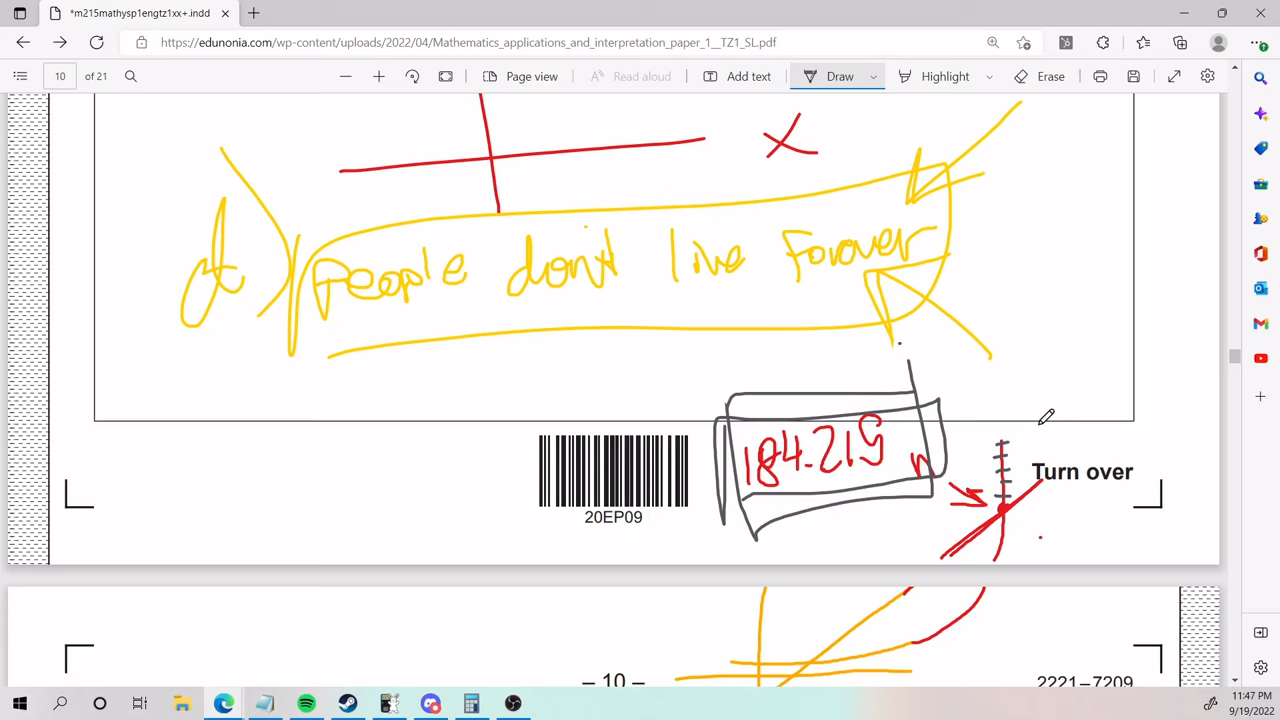 *m215mathysp1engtz1xx+.indd
https://edunonia.com/wp-content/uploads/2022/04/Mathematics_applications_and_interpretation_paper_1__TZ1_SL.pdf
10 of 21
Page view
Read aloud
Add text
Draw
Highlight
Erase
x
d) People don't live Forever
184.219
20EP09
Turn over
– 10 –
2221–7209
11:47 PM
9/19/2022